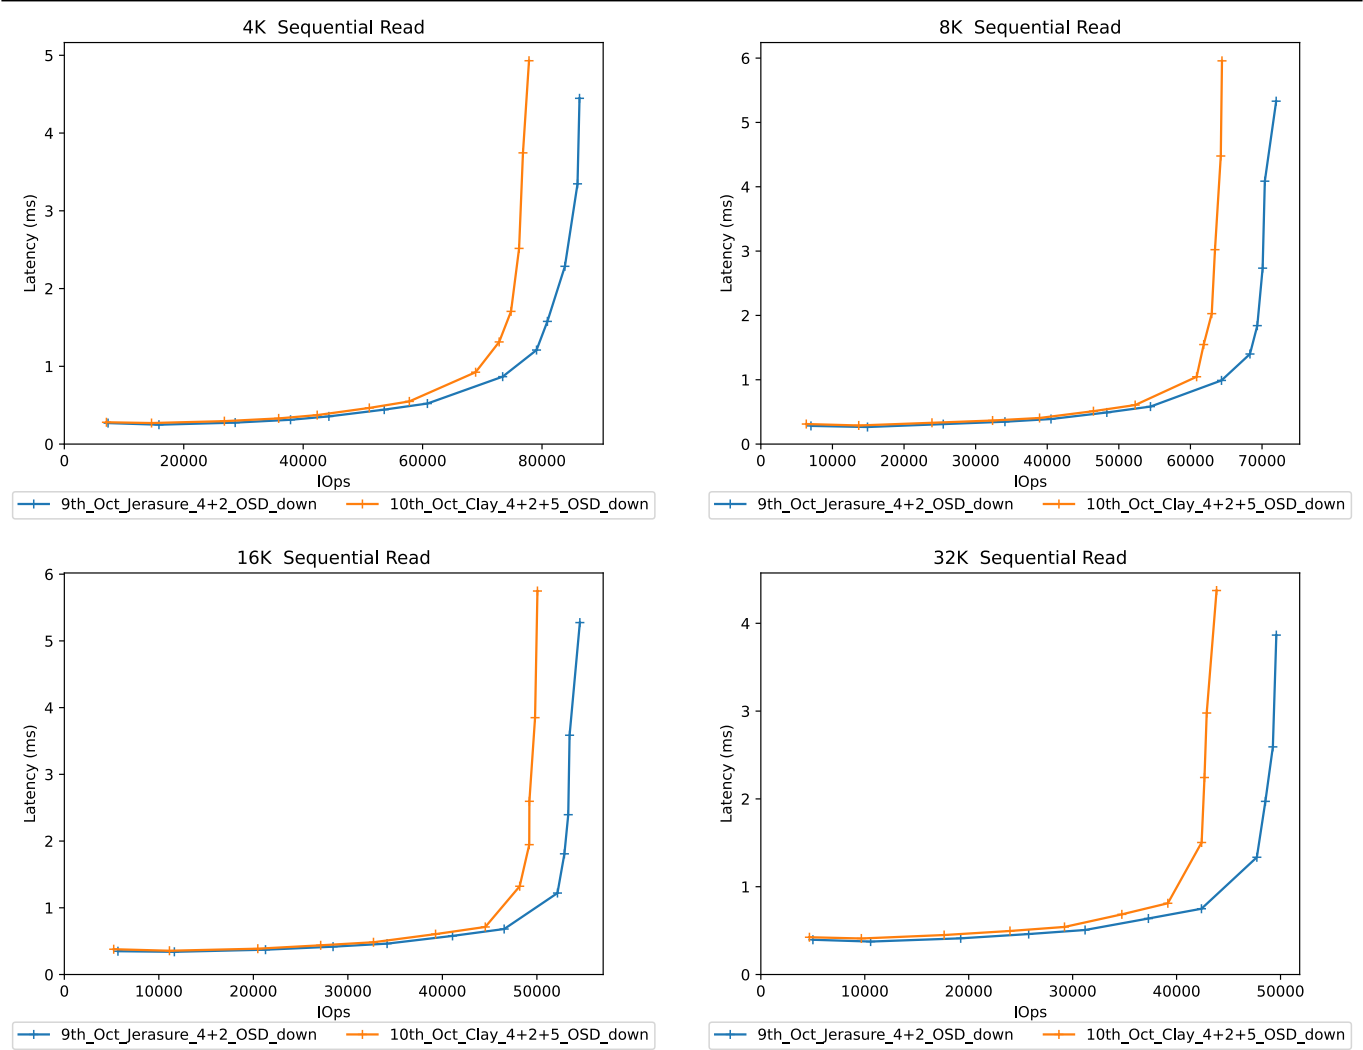 4K  Sequential Read
Latency (ms)
5
4
3
2
1
0
0 20000 40000 60000 80000
IOps
9th_Oct_Jerasure_4+2_OSD_down 10th_Oct_Clay_4+2+5_OSD_down
8K  Sequential Read
Latency (ms)
6
5
4
3
2
1
0
0 10000 20000 30000 40000 50000 60000 70000
IOps
9th_Oct_Jerasure_4+2_OSD_down 10th_Oct_Clay_4+2+5_OSD_down
16K  Sequential Read
Latency (ms)
6
5
4
3
2
1
0
0 10000 20000 30000 40000 50000
IOps
9th_Oct_Jerasure_4+2_OSD_down 10th_Oct_Clay_4+2+5_OSD_down
32K  Sequential Read
Latency (ms)
4
3
2
1
0
0 10000 20000 30000 40000 50000
IOps
9th_Oct_Jerasure_4+2_OSD_down 10th_Oct_Clay_4+2+5_OSD_down